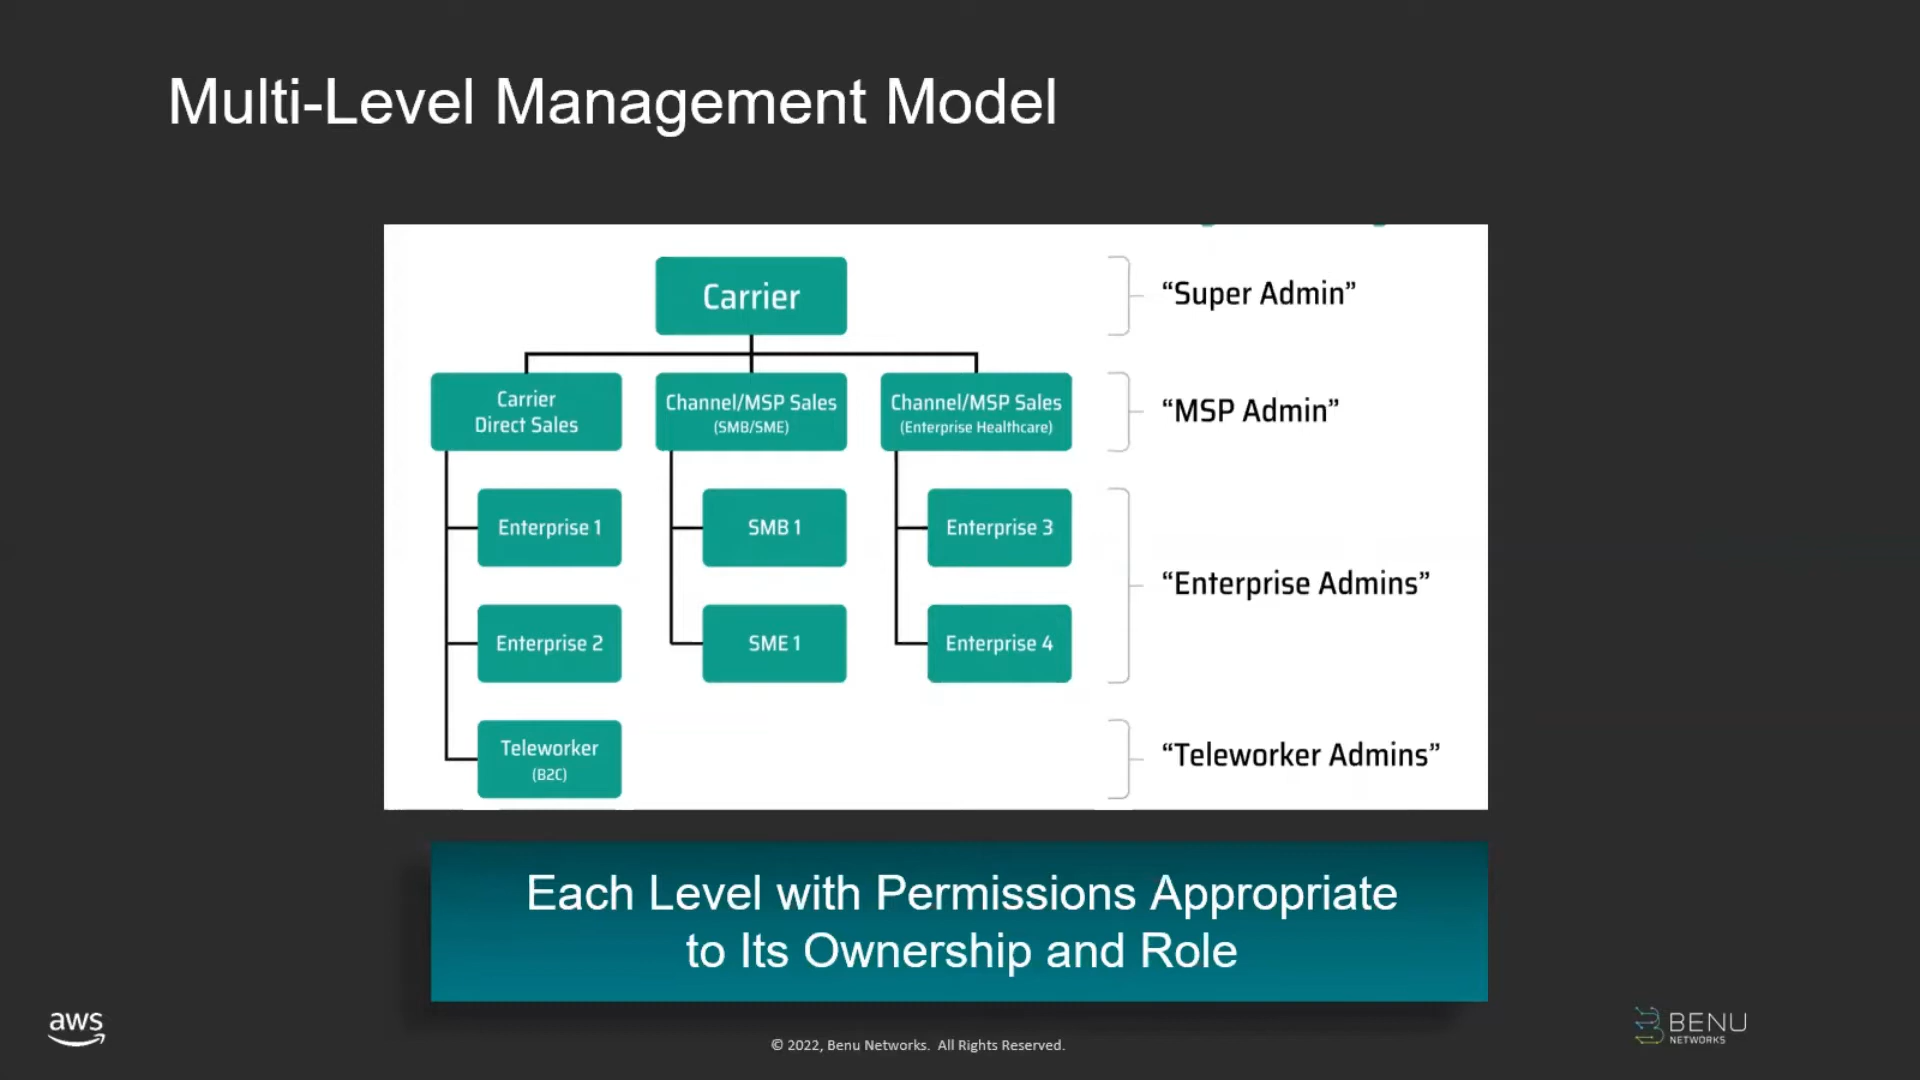 Multi-Level Management Model
Carrier
“Super Admin”
Carrier
Direct Sales
Channel/MSP Sales
(SMB/SME)
Channel/MSP Sales
(Enterprise Healthcare)
“MSP Admin”
Enterprise 1
SMB 1
Enterprise 3
Enterprise 2
SME 1
Enterprise 4
“Enterprise Admins”
Teleworker
(B2C)
“Teleworker Admins”
Each Level with Permissions Appropriate
to Its Ownership and Role
aws
© 2022, Benu Networks. All Rights Reserved.
BENU
NETWORKS